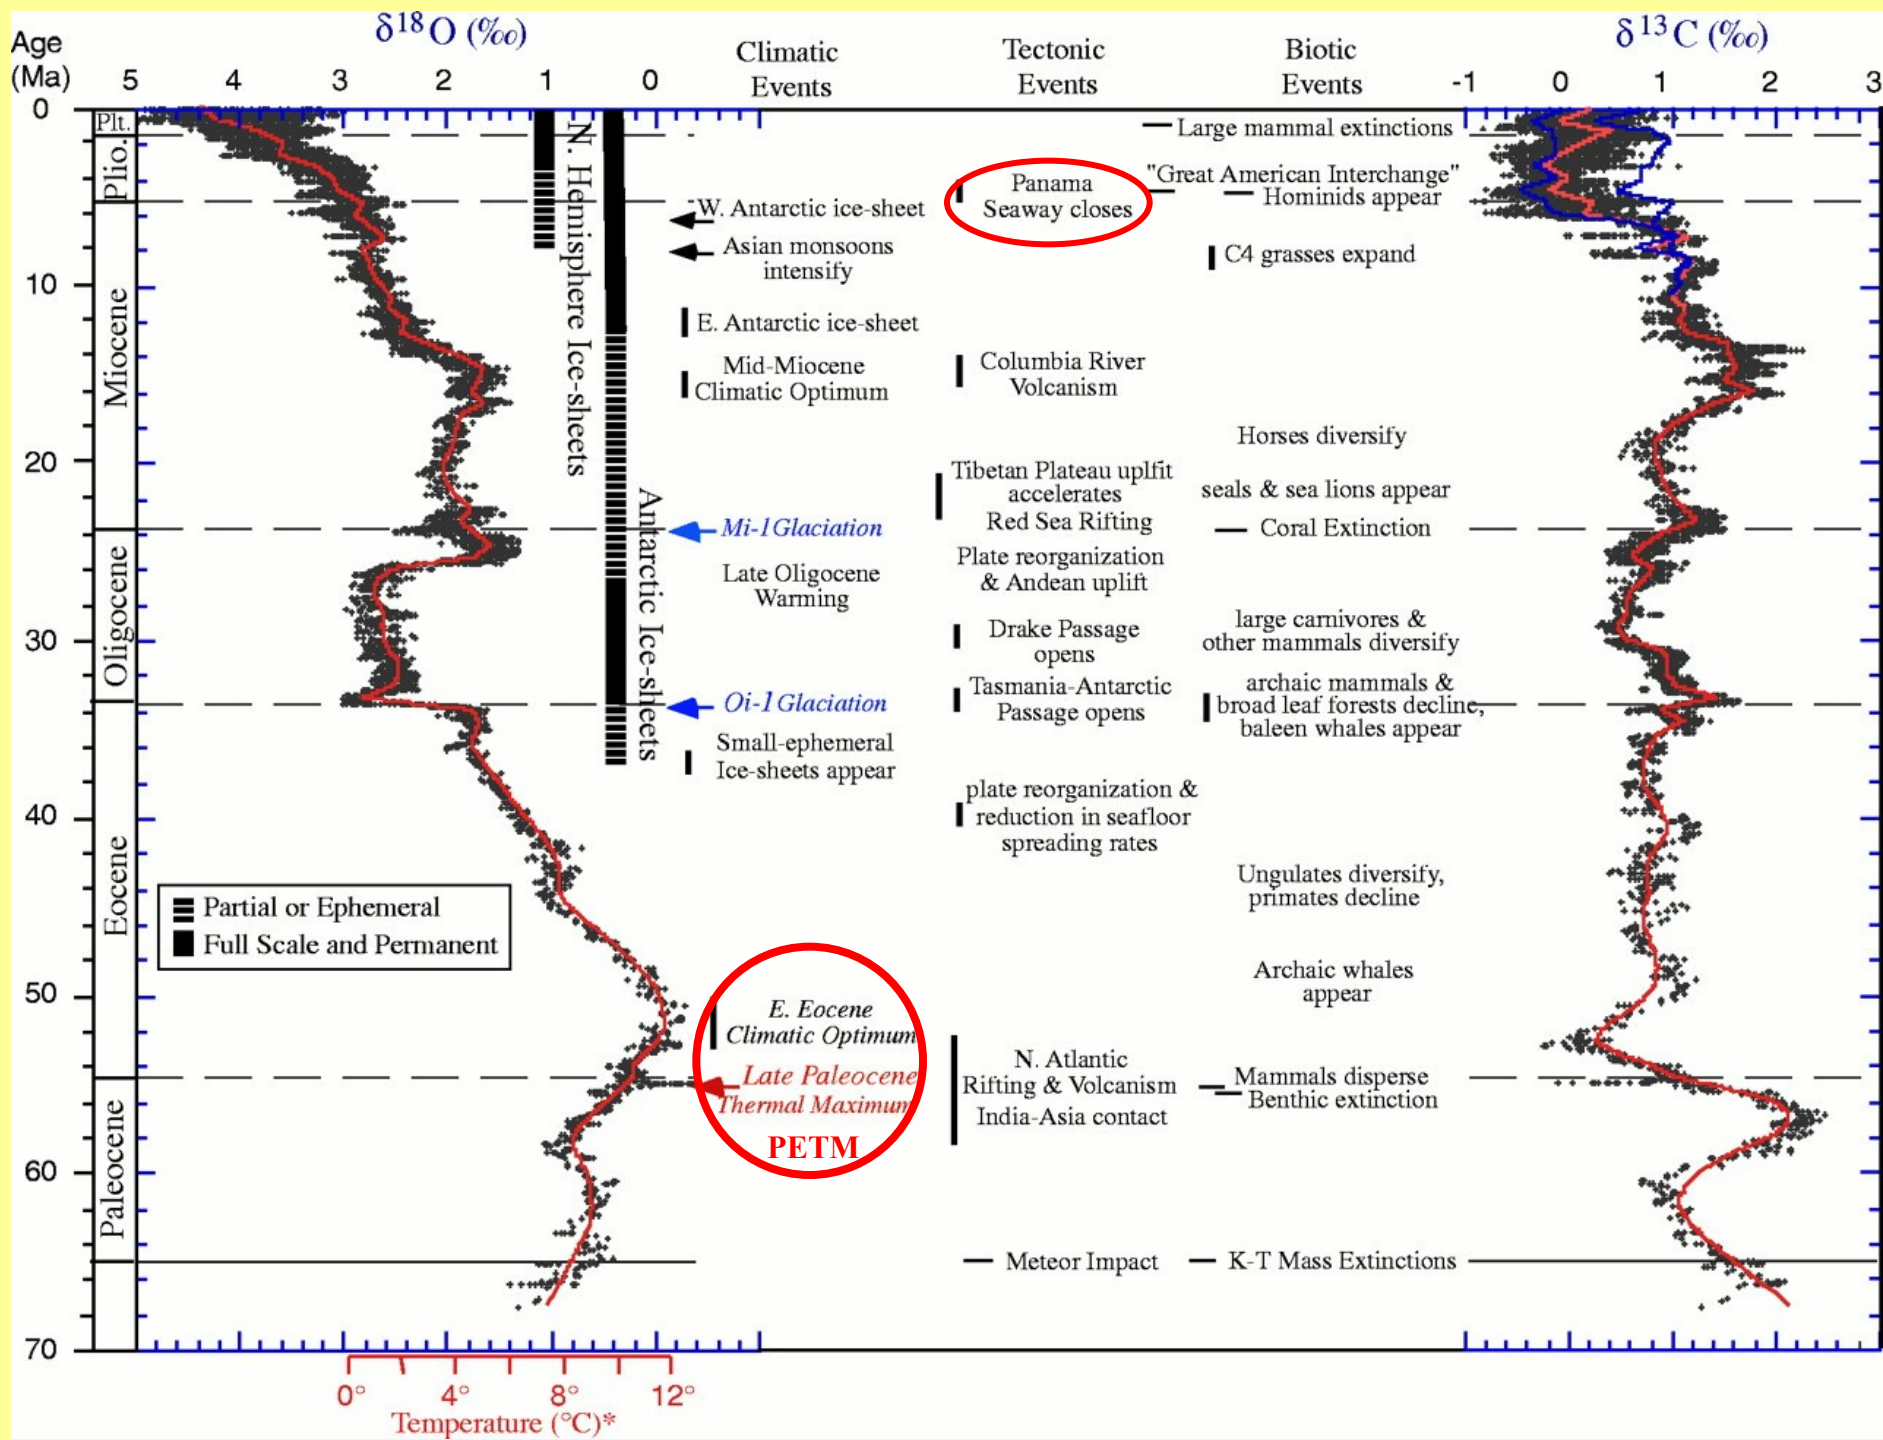 δ18O (‰)
δ13C (‰)
Age
(Ma)
Climatic
Events
Tectonic
Events
Biotic
Events
5 4 3 2 1 0
-1 0 1 2 3
0
10
20
30
40
50
60
70
Plt.
Plio.
Miocene
Oligocene
Eocene
Paleocene
N. Hemisphere Ice-sheets
Antarctic Ice-sheets
W. Antarctic ice-sheet
Asian monsoons
intensify
E. Antarctic ice-sheet
Mid-Miocene
Climatic Optimum
Mi-1Glaciation
Late Oligocene
Warming
Oi-1Glaciation
Small-ephemeral
Ice-sheets appear
E. Eocene
Climatic Optimum
Late Paleocene
Thermal Maximum
PETM
Panama
Seaway closes
Columbia River
Volcanism
Tibetan Plateau uplfit
accelerates
Red Sea Rifting
Plate reorganization
& Andean uplift
Drake Passage
opens
Tasmania-Antarctic
Passage opens
plate reorganization &
reduction in seafloor
spreading rates
N. Atlantic
Rifting & Volcanism
India-Asia contact
Meteor Impact
Large mammal extinctions
"Great American Interchange"
Hominids appear
C4 grasses expand
Horses diversify
seals & sea lions appear
Coral Extinction
large carnivores &
other mammals diversify
archaic mammals &
broad leaf forests decline,
baleen whales appear
Ungulates diversify,
primates decline
Archaic whales
appear
Mammals disperse
Benthic extinction
K-T Mass Extinctions
Partial or Ephemeral
Full Scale and Permanent
0° 4° 8° 12°
Temperature (°C)*